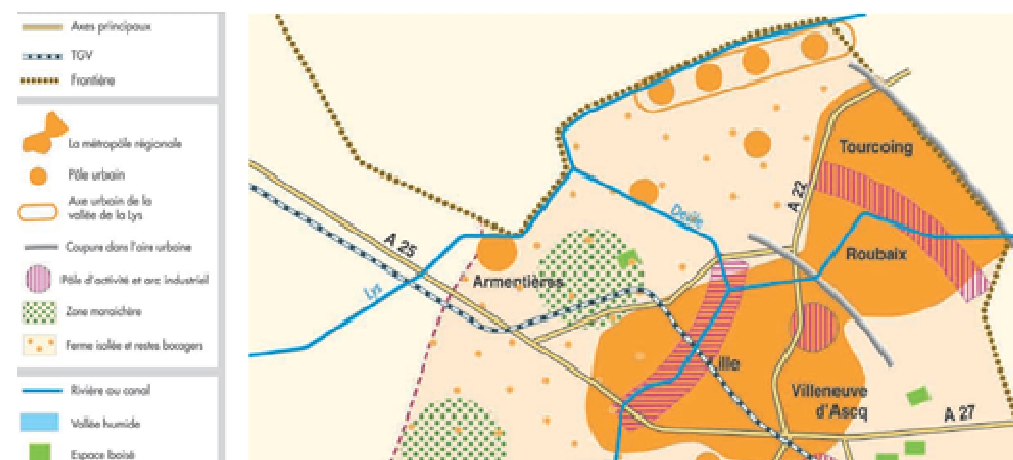 Axes principaux
TGV
Frontière
La métropôle régionale
Pôle urbain
Axe urbain de la
vallée de la Lys
Coupure dans l'aire urbaine
Pôle d'activité et arc industriel
Zone maraichère
Ferme isolée et restes bocagers
Rivière ou canal
Vallée humide
Espace boisé
Tourcoing
A 22
Deûle
Roubaix
A 25
Armentières
Lys
Lille
Villeneuve
d'Ascq
A 27